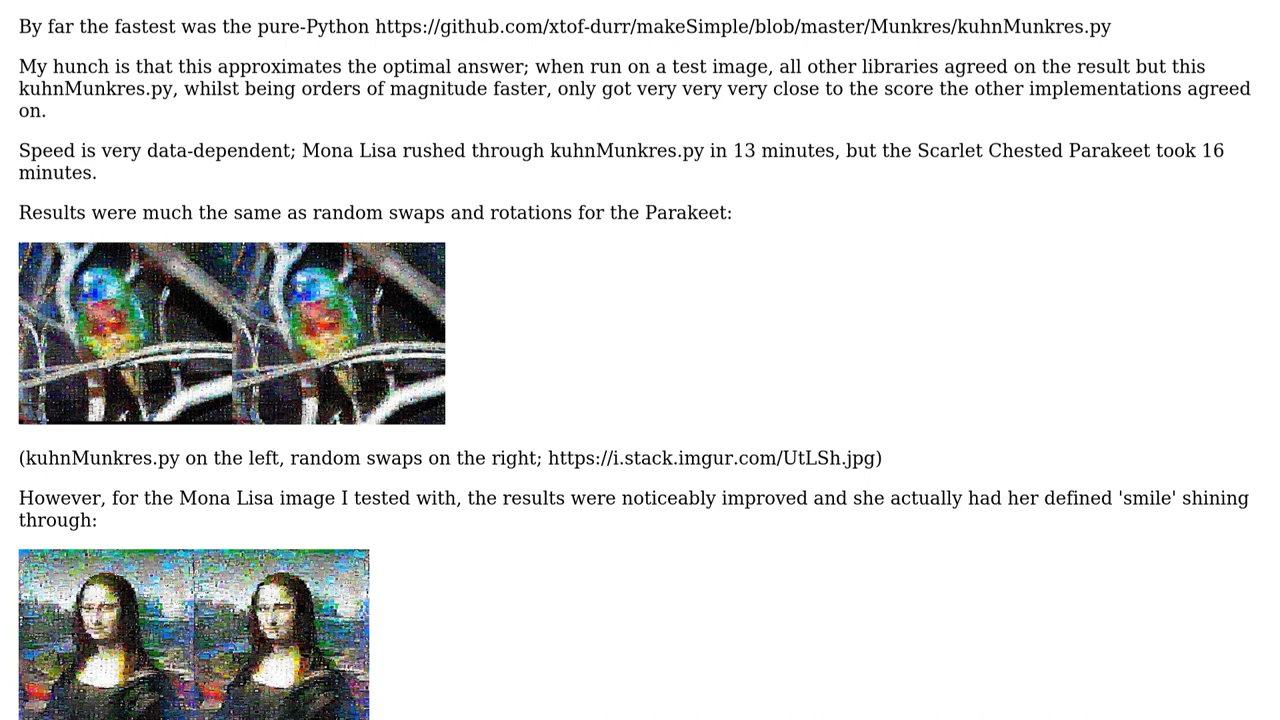 By far the fastest was the pure-Python https://github.com/xtof-durr/makeSimple/blob/master/Munkres/kuhnMunkres.py
My hunch is that this approximates the optimal answer; when run on a test image, all other libraries agreed on the result but this
kuhnMunkres.py, whilst being orders of magnitude faster, only got very very very close to the score the other implementations agreed
on.
Speed is very data-dependent; Mona Lisa rushed through kuhnMunkres.py in 13 minutes, but the Scarlet Chested Parakeet took 16
minutes.
Results were much the same as random swaps and rotations for the Parakeet:
(kuhnMunkres.py on the left, random swaps on the right; https://i.stack.imgur.com/UtLSh.jpg)
However, for the Mona Lisa image I tested with, the results were noticeably improved and she actually had her defined 'smile' shining
through: